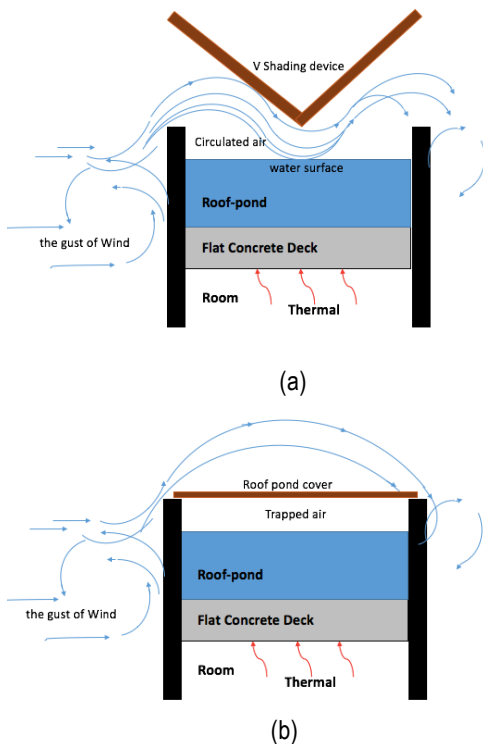 V Shading device
Circulated air
water surface
Roof-pond
the gust of Wind
Flat Concrete Deck
Room
Thermal
(a)
Roof pond cover
Trapped air
Roof-pond
the gust of Wind
Flat Concrete Deck
Room
Thermal
(b)